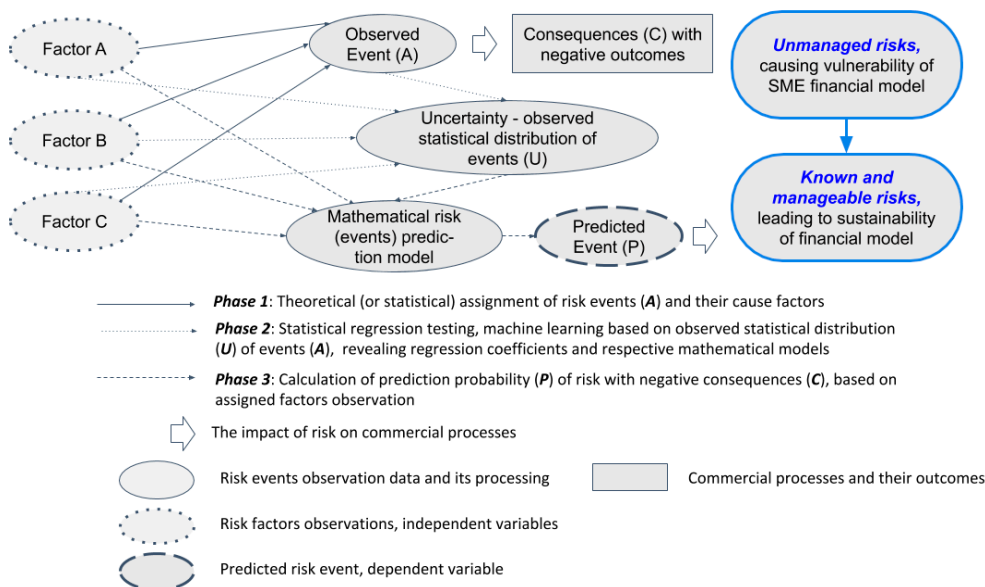 Factor A
Observed
Event (A)
Consequences (C) with
negative outcomes
Unmanaged risks,
causing vulnerability of
SME financial model
Factor B
Uncertainty - observed
statistical distribution of
events (U)
Factor C
Mathematical risk
(events) predic-
tion model
Predicted
Event (P)
Known and
manageable risks,
leading to sustainability
of financial model
Phase 1: Theoretical (or statistical) assignment of risk events (A) and their cause factors
Phase 2: Statistical regression testing, machine learning based on observed statistical distribution
(U) of events (A), revealing regression coefficients and respective mathematical models
Phase 3: Calculation of prediction probability (P) of risk with negative consequences (C), based on
assigned factors observation
The impact of risk on commercial processes
Risk events observation data and its processing
Commercial processes and their outcomes
Risk factors observations, independent variables
Predicted risk event, dependent variable